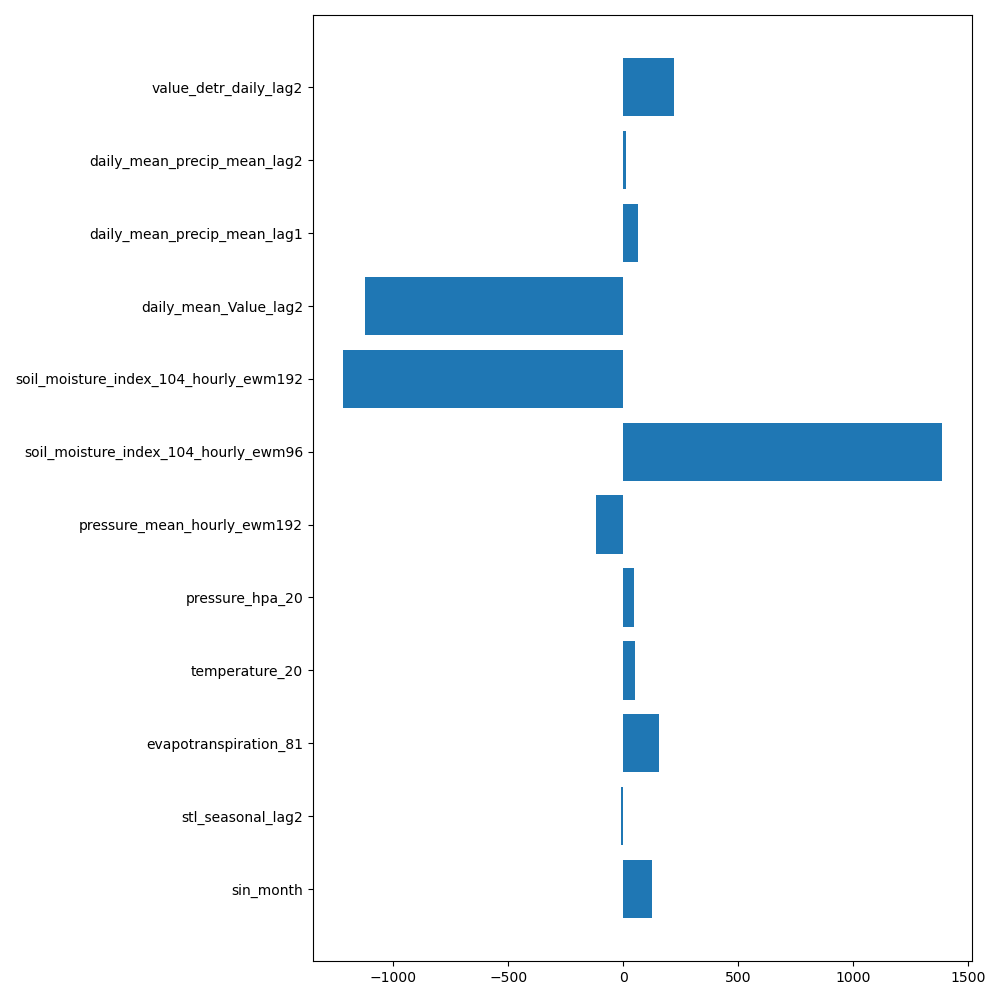 value_detr_daily_lag2
daily_mean_precip_mean_lag2
daily_mean_precip_mean_lag1
daily_mean_Value_lag2
soil_moisture_index_104_hourly_ewm192
soil_moisture_index_104_hourly_ewm96
pressure_mean_hourly_ewm192
pressure_hpa_20
temperature_20
evapotranspiration_81
stl_seasonal_lag2
sin_month
−1000 −500 0 500 1000 1500